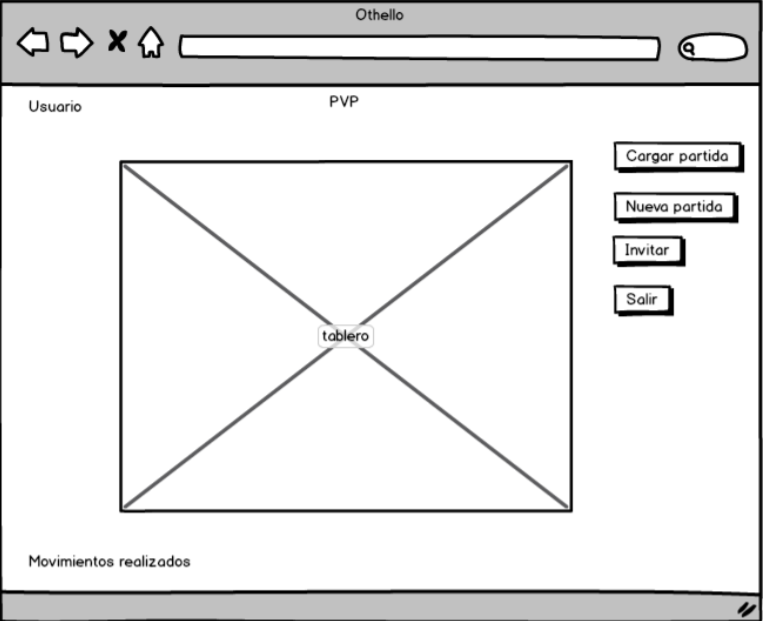 Othello
Usuario
PVP
Cargar partida
Nueva partida
Invitar
Salir
tablero
Movimientos realizados